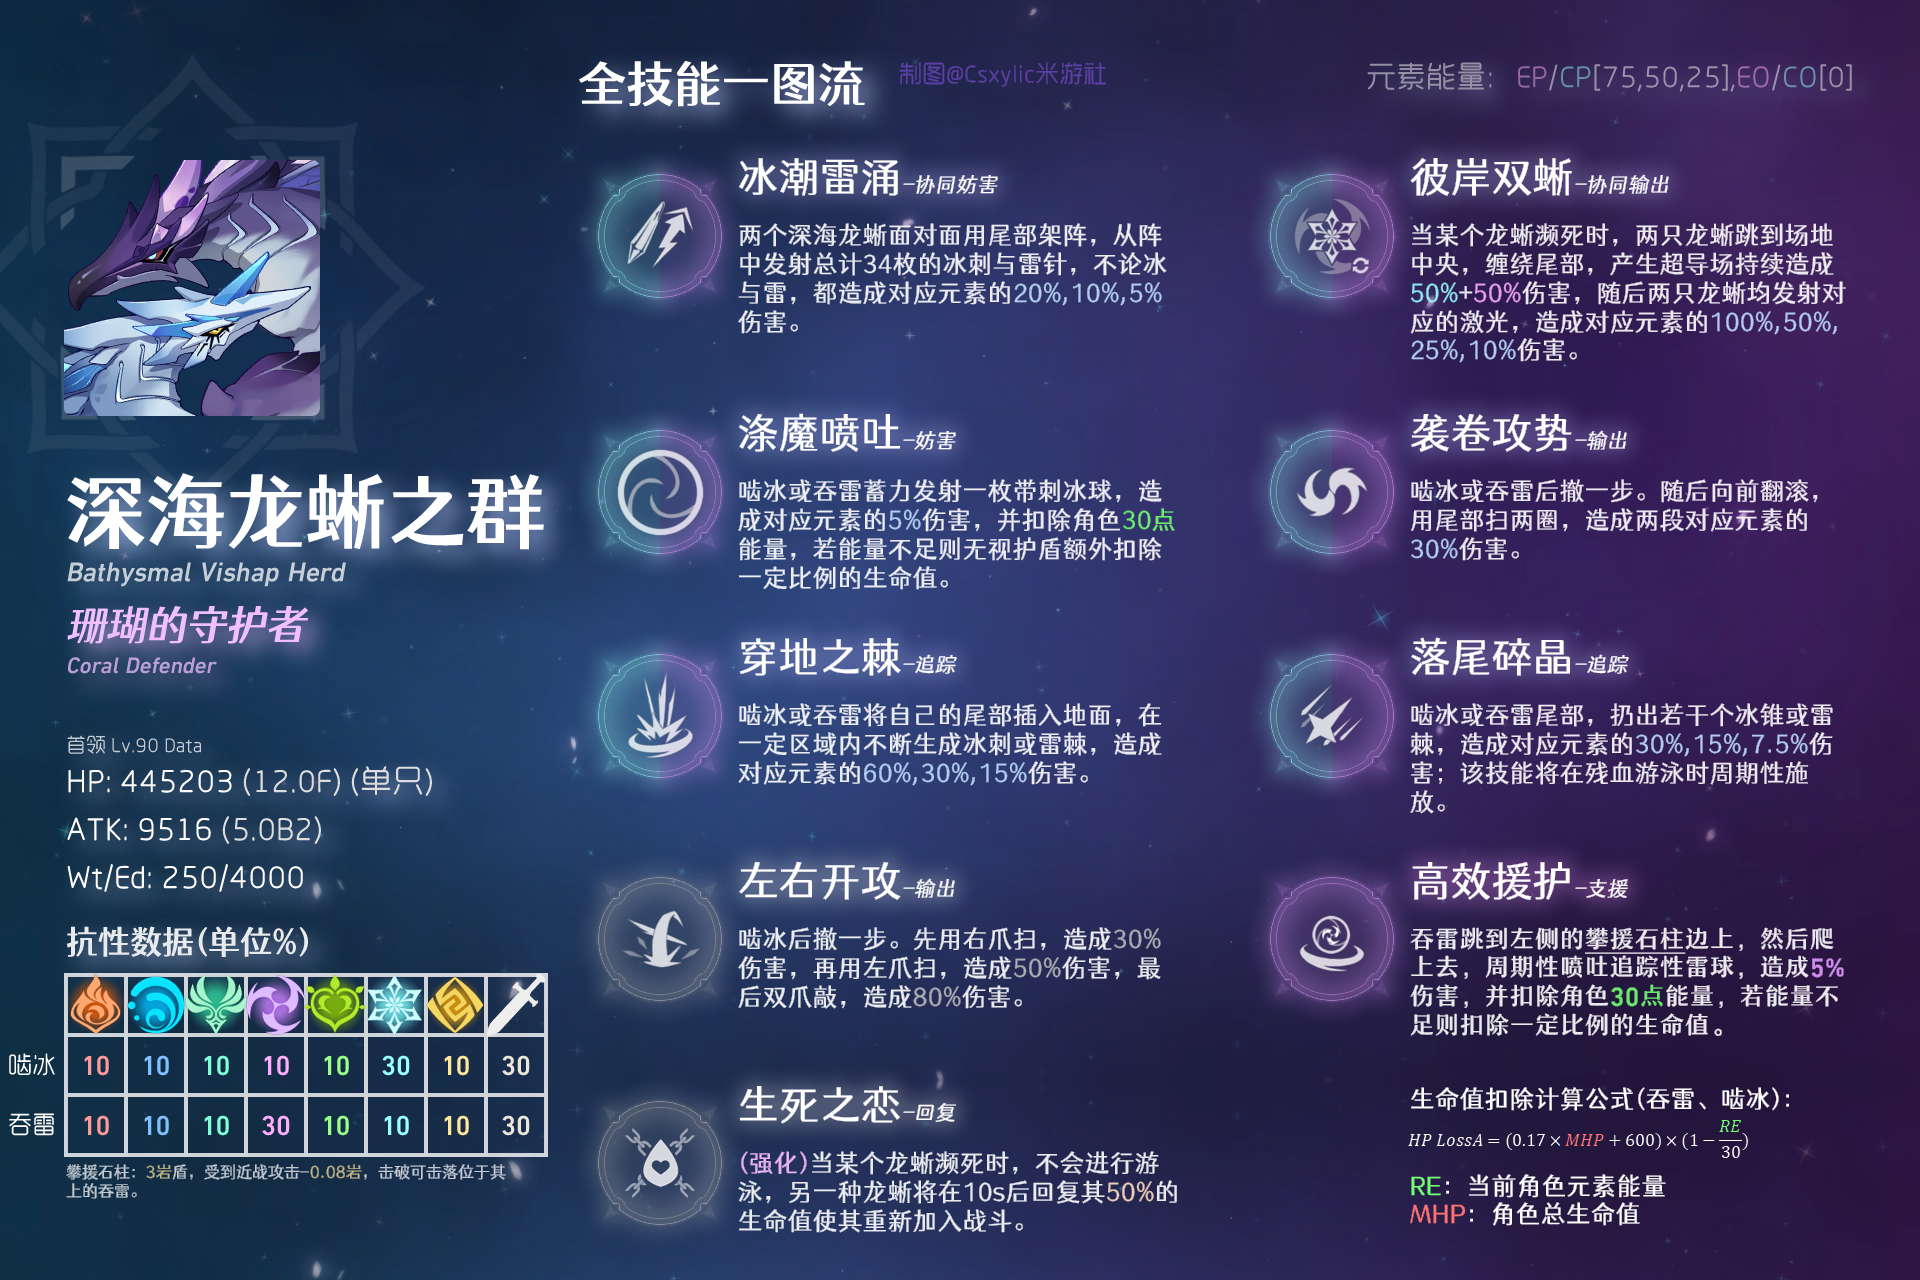 全技能一图流
制图@Csxylic米游社
元素能量: EP/CP[75,50,25],EO/CO[0]
深海龙蜥之群
Bathysmal Vishap Herd
珊瑚的守护者
Coral Defender
首领 Lv.90 Data
HP: 445203 (12.0F) (单只)
ATK: 9516 (5.0B2)
Wt/Ed: 250/4000
抗性数据(单位%)
啮冰 10 10 10 10 10 30 10 30
吞雷 10 10 10 30 10 10 10 30
攀援石柱: 3岩盾, 受到近战攻击-0.08岩, 击破可击落位于其
上的吞雷。
冰潮雷涌-协同妨害
两个深海龙蜥面对面用尾部架阵, 从阵
中发射总计34枚的冰刺与雷针, 不论冰
与雷, 都造成对应元素的20%,10%,5%
伤害。
涤魔喷吐-妨害
啮冰或吞雷蓄力发射一枚带刺冰球, 造
成对应元素的5%伤害, 并扣除角色30点
能量, 若能量不足则无视护盾额外扣除
一定比例的生命值。
穿地之棘-追踪
啮冰或吞雷将自己的尾部插入地面, 在
一定区域内不断生成冰刺或雷棘, 造成
对应元素的60%,30%,15%伤害。
左右开攻-输出
啮冰后撤一步。先用右爪扫, 造成30%
伤害, 再用左爪扫, 造成50%伤害, 最
后双爪敲, 造成80%伤害。
生死之恋-回复
(强化)当某个龙蜥濒死时, 不会进行游
泳, 另一种龙蜥将在10s后回复其50%的
生命值使其重新加入战斗。
彼岸双蜥-协同输出
当某个龙蜥濒死时, 两只龙蜥跳到场地
中央, 缠绕尾部, 产生超导场持续造成
50%+50%伤害, 随后两只龙蜥均发射对
应的激光, 造成对应元素的100%,50%,
25%,10%伤害。
袭卷攻势-输出
啮冰或吞雷后撤一步。随后向前翻滚,
用尾部扫两圈, 造成两段对应元素的
30%伤害。
落尾碎晶-追踪
啮冰或吞雷尾部, 扔出若干个冰锥或雷
棘, 造成对应元素的30%,15%,7.5%伤
害; 该技能将在残血游泳时周期性施
放。
高效援护-支援
吞雷跳到左侧的攀援石柱边上, 然后爬
上去, 周期性喷吐追踪性雷球, 造成5%
伤害, 并扣除角色30点能量, 若能量不
足则扣除一定比例的生命值。
生命值扣除计算公式(吞雷、啮冰):
HP LossA = (0.17 × MHP + 600) × (1 − RE/30)
RE: 当前角色元素能量
MHP: 角色总生命值